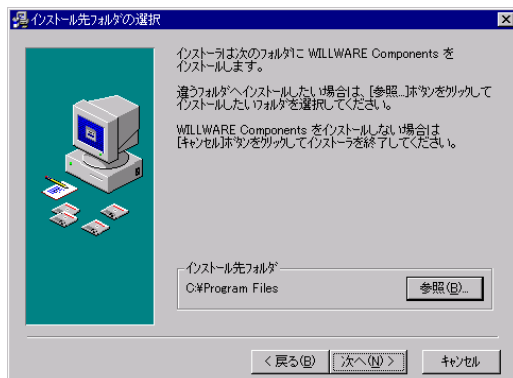 インストール先フォルダの選択
インストーラは次のフォルダに WILLWARE Components を
インストールします。
違うフォルダへインストールしたい場合は、[参照...]ボタンをクリックして
インストールしたいフォルダを選択してください。
WILLWARE Components をインストールしない場合は
[キャンセル]ボタンをクリックしてインストーラを終了してください。
インストール先フォルダ
C:¥Program Files
参照(B)...
< 戻る(B)
次へ(N) >
キャンセル